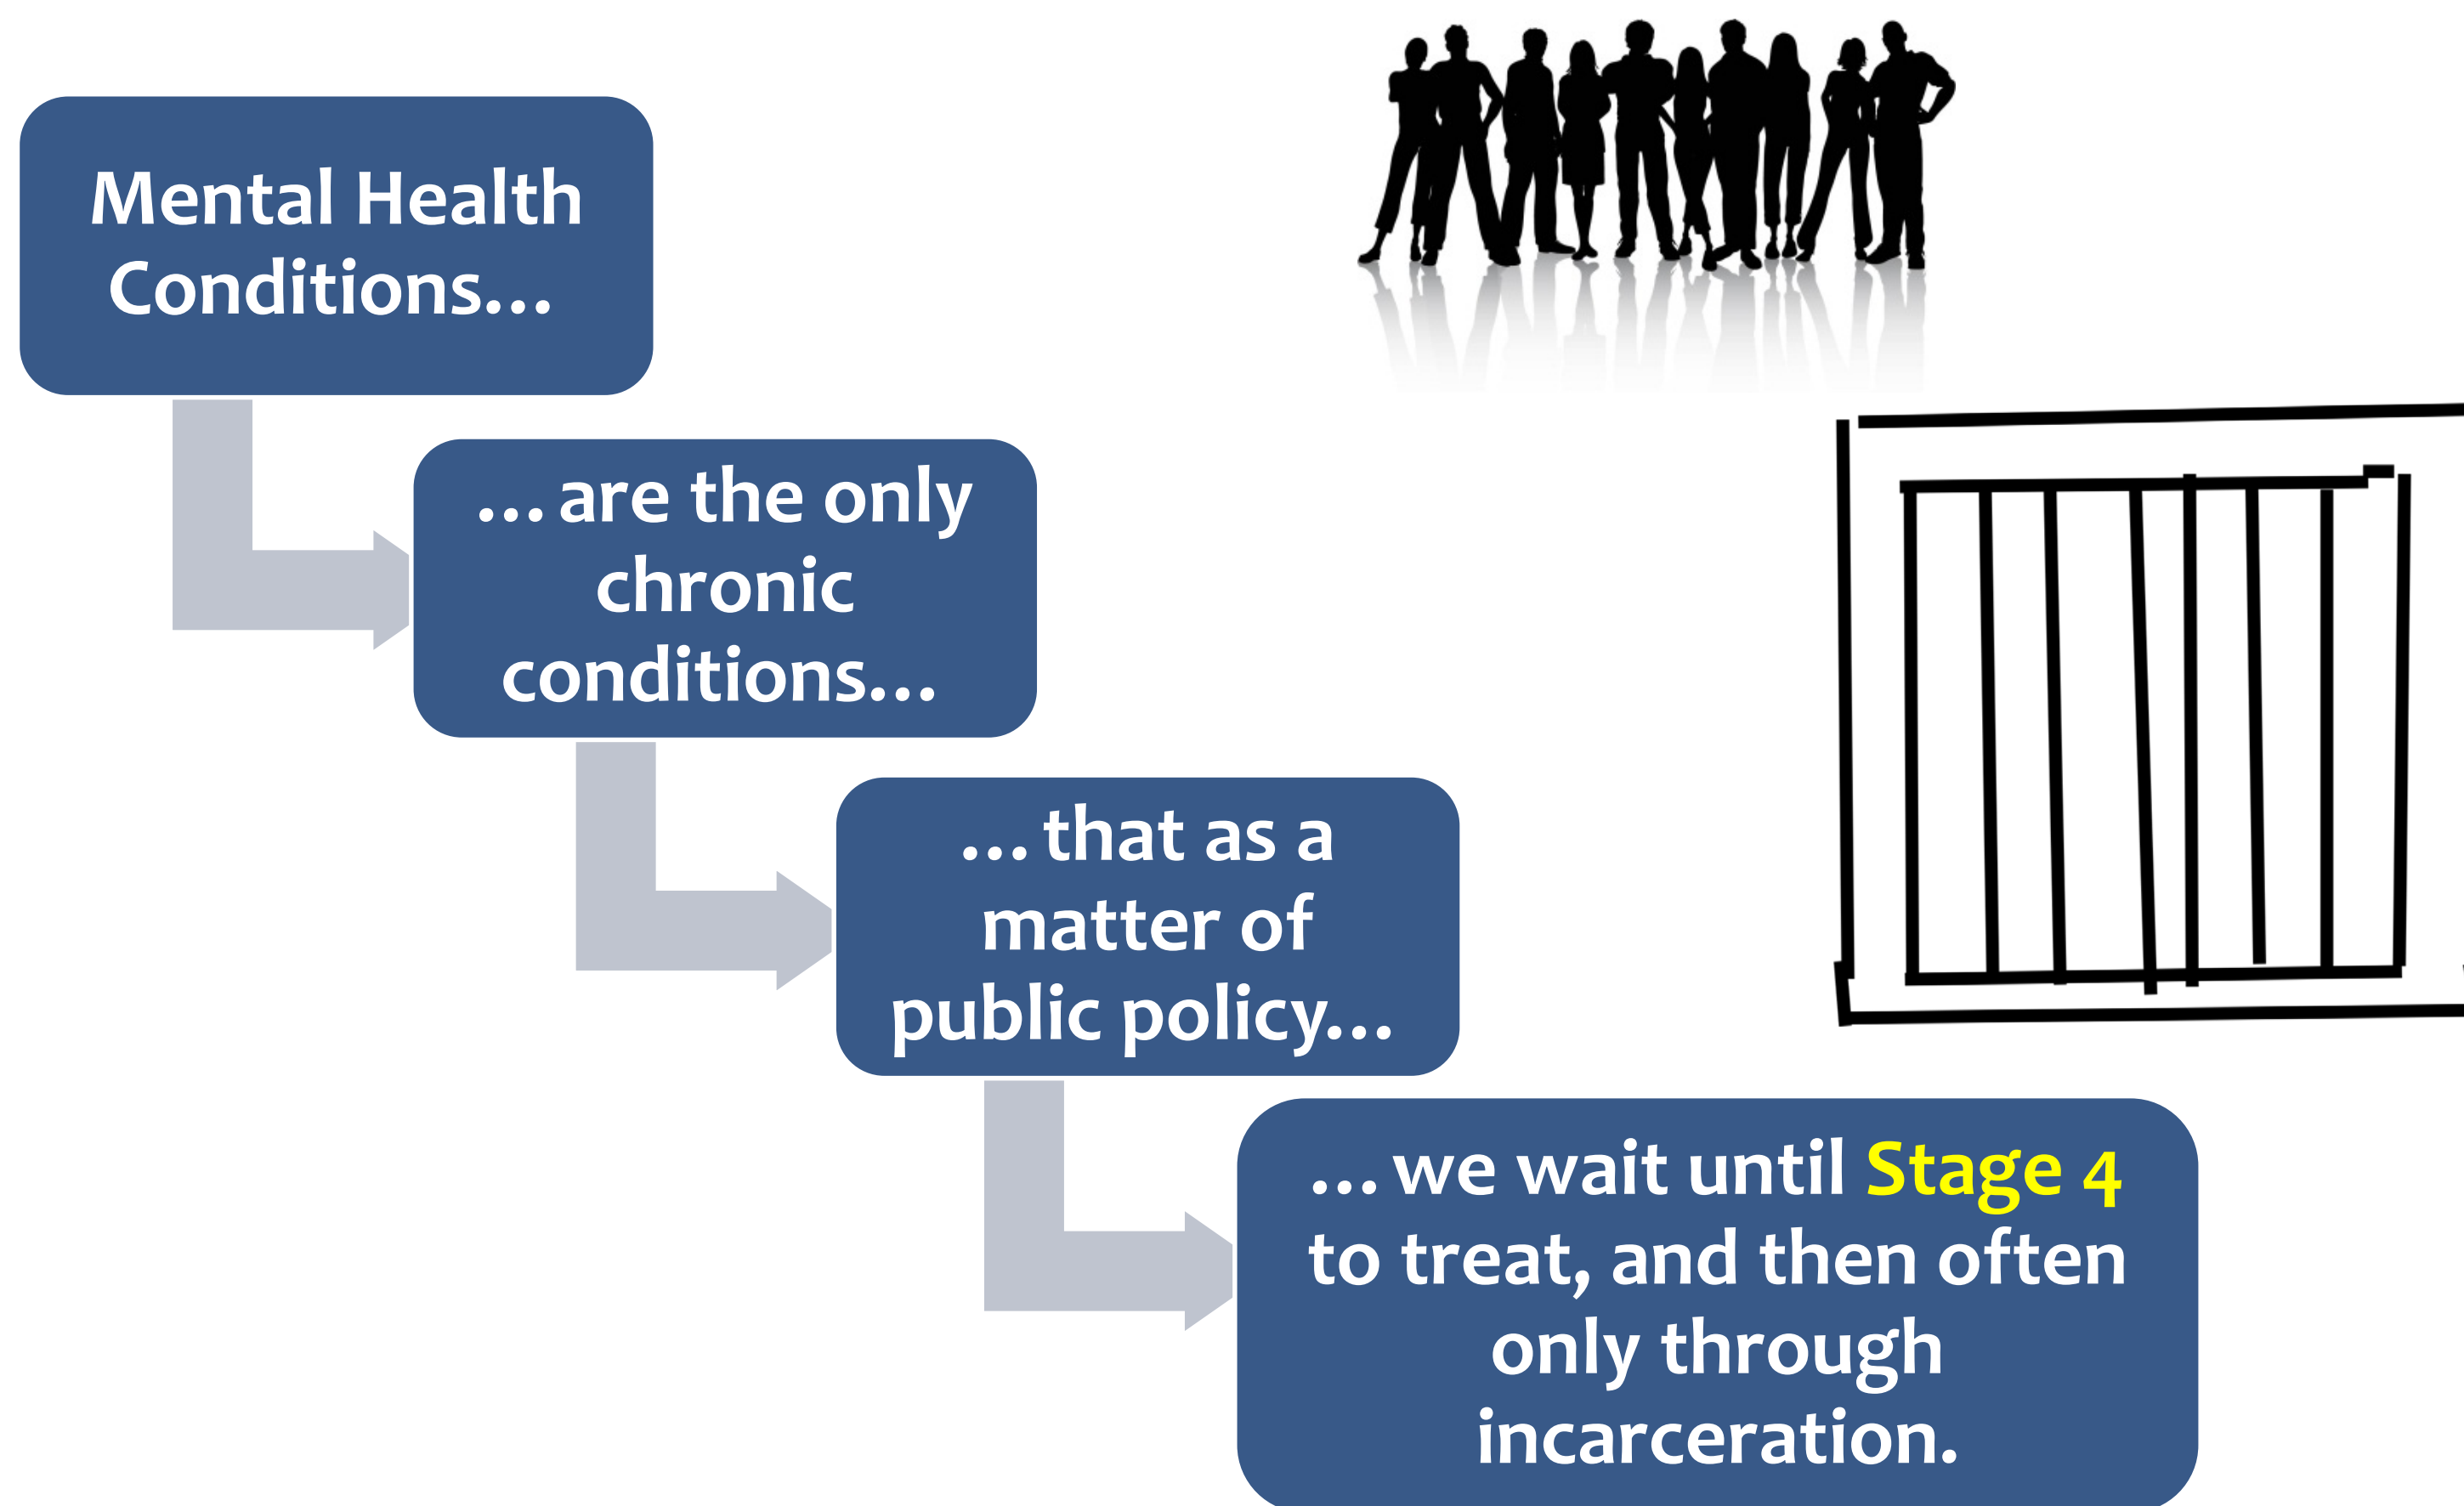 Mental Health
Conditions...
... are the only
chronic
conditions...
... that as a
matter of
public policy...
...we wait until Stage 4
to treat, and then often
only through
incarceration.